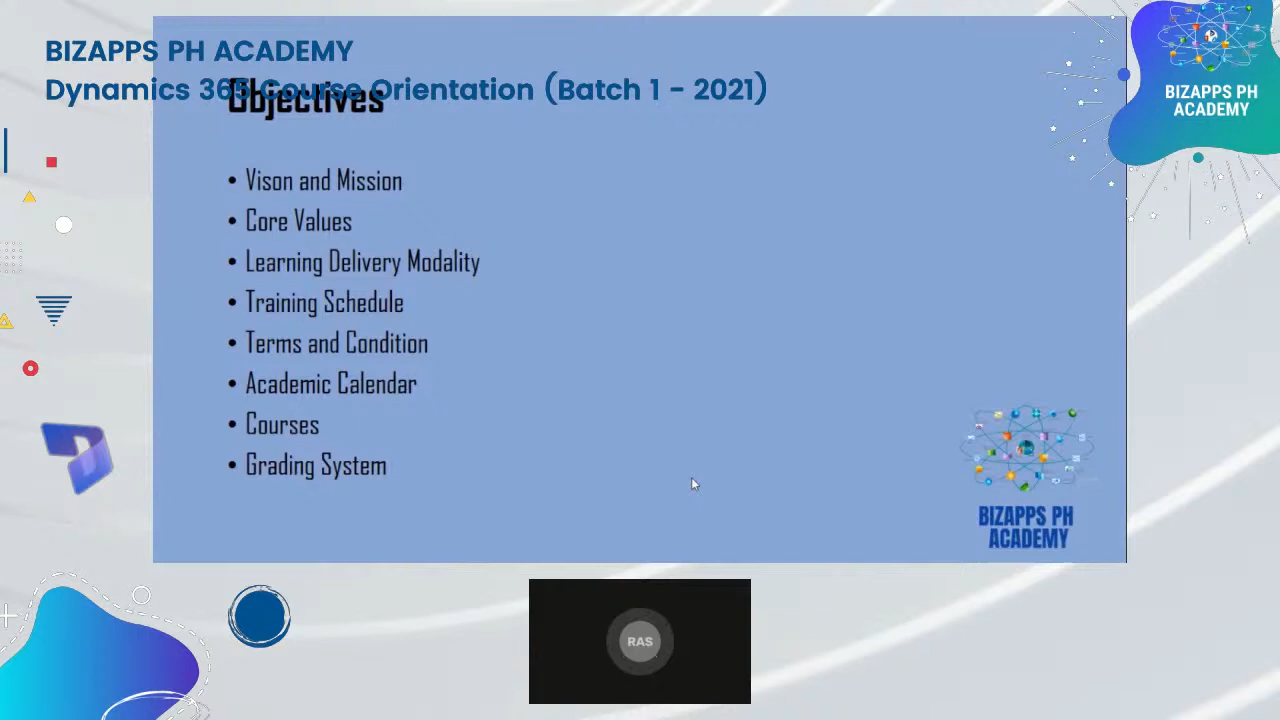 BIZAPPS PH ACADEMY
Dynamics 365 Course Orientation (Batch 1 - 2021)
Objectives
• Vison and Mission
• Core Values
• Learning Delivery Modality
• Training Schedule
• Terms and Condition
• Academic Calendar
• Courses
• Grading System
BIZAPPS PH
ACADEMY
BIZAPPS PH
ACADEMY
RAS